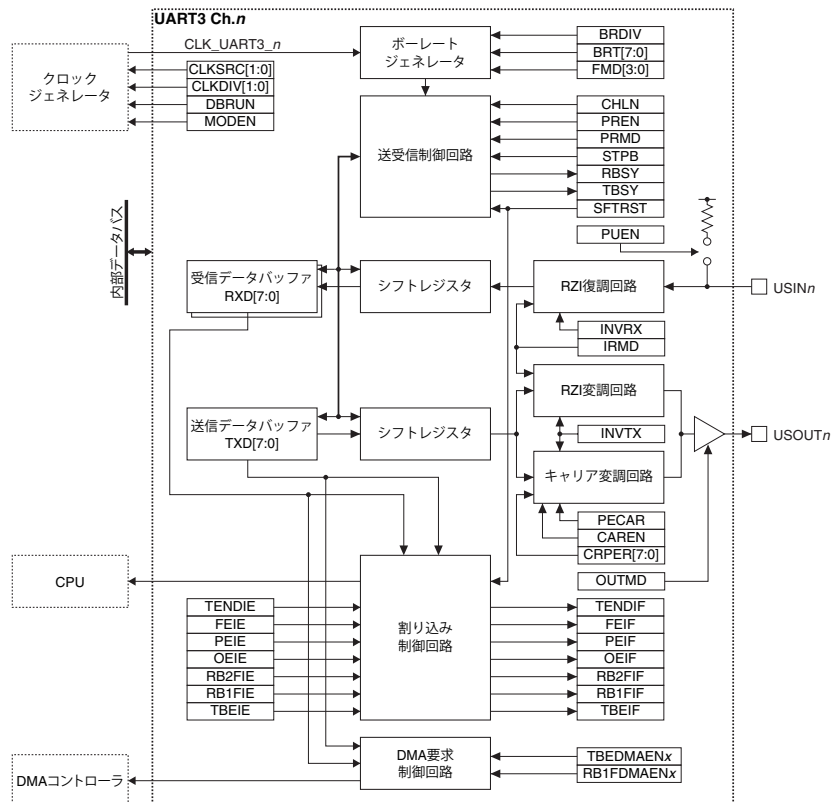 UART3 Ch.n
CLK_UART3_n
クロック
ジェネレータ
CLKSRC[1:0]
CLKDIV[1:0]
DBRUN
MODEN
ボーレート
ジェネレータ
BRDIV
BRT[7:0]
FMD[3:0]
送受信制御回路
CHLN
PREN
PRMD
STPB
RBSY
TBSY
SFTRST
PUEN
内部データバス
受信データバッファ
RXD[7:0]
シフトレジスタ
RZI復調回路
USINn
INVRX
IRMD
送信データバッファ
TXD[7:0]
シフトレジスタ
RZI変調回路
INVTX
USOUTn
キャリア変調回路
PECAR
CAREN
CRPER[7:0]
OUTMD
CPU
割り込み
制御回路
TENDIE
FEIE
PEIE
OEIE
RB2FIE
RB1FIE
TBEIE
TENDIF
FEIF
PEIF
OEIF
RB2FIF
RB1FIF
TBEIF
DMAコントローラ
DMA要求
制御回路
TBEDMAENx
RB1FDMAENx